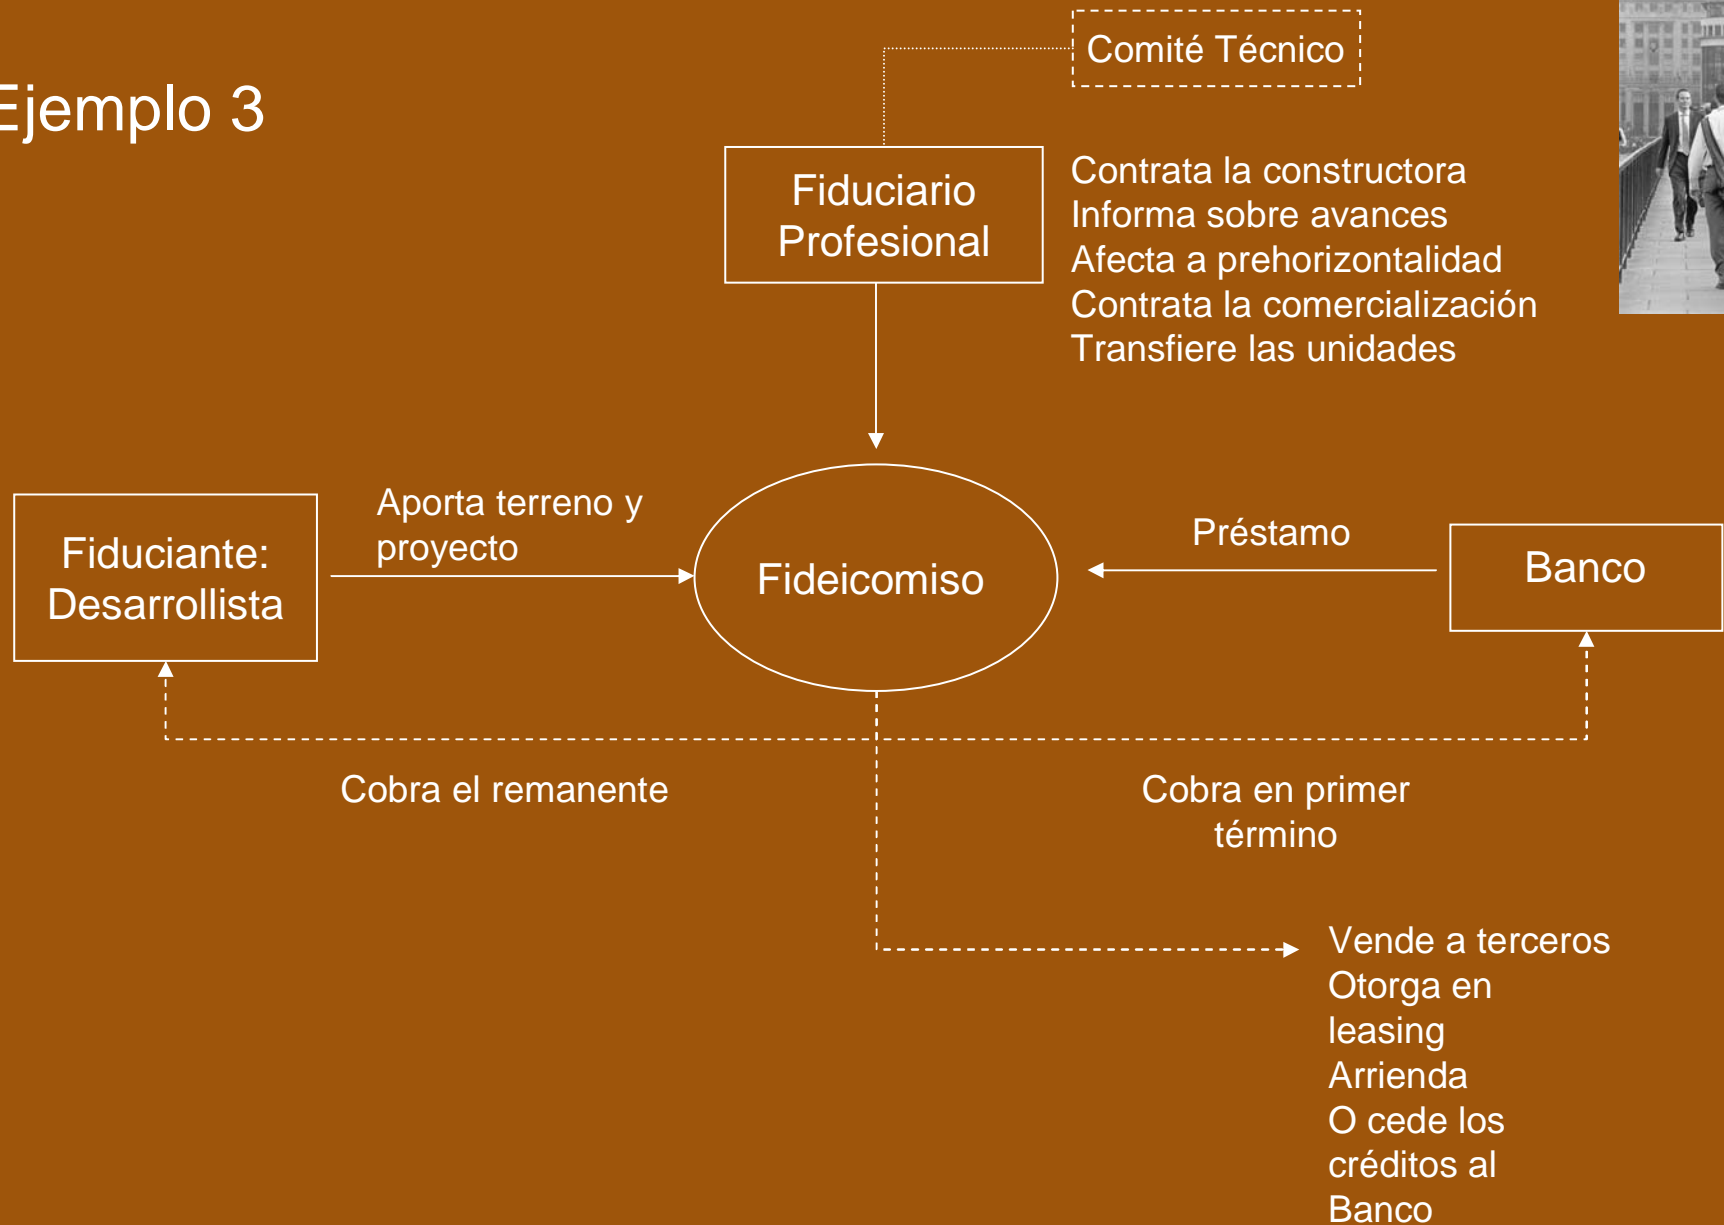 Ejemplo 3
Comité Técnico
Fiduciario
Profesional
Contrata la constructora
Informa sobre avances
Afecta a prehorizontalidad
Contrata la comercialización
Transfiere las unidades
Fiduciante:
Desarrollista
Aporta terreno y
proyecto
Fideicomiso
Préstamo
Banco
Cobra el remanente
Cobra en primer
término
Vende a terceros
Otorga en
leasing
Arrienda
O cede los
créditos al
Banco